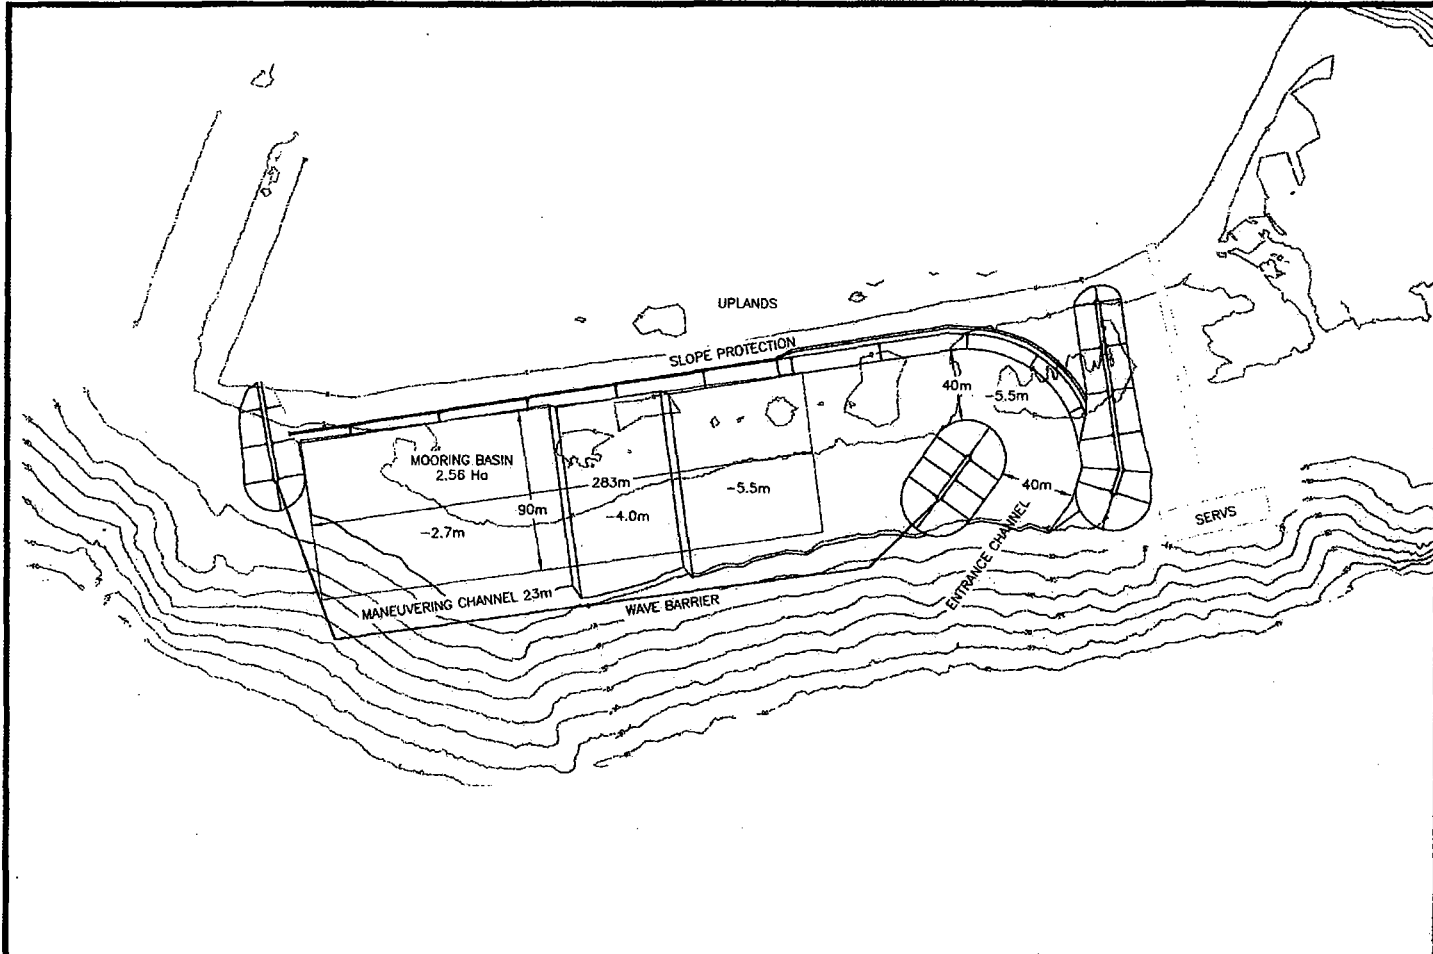 UPLANDS
SLOPE PROTECTION
40m
-5.5m
MOORING BASIN
2.56 Ha
283m
-5.5m
90m
-4.0m
-2.7m
40m
SERVS
ENTRANCE CHANNEL
MANEUVERING CHANNEL 23m
WAVE BARRIER